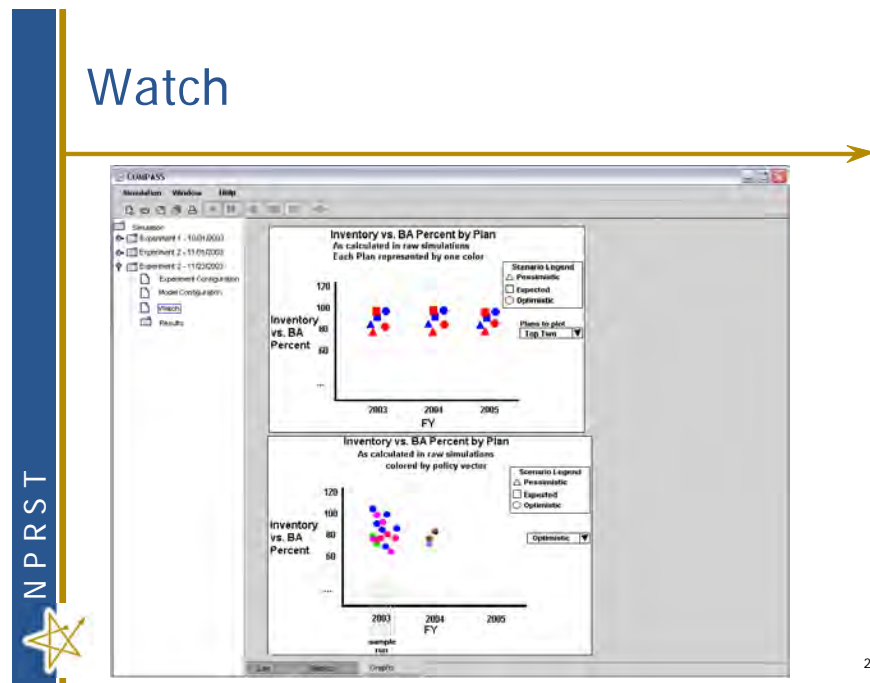 Watch
NPRST
COMPASS
Simulation Window Help
Simulation
Experiment 1 - 10/01/2003
Experiment 2 - 11/01/2003
Experiment 2 - 11/23/2003
Experiment Configuration
Model Configuration
Watch
Results
Inventory vs. BA Percent by Plan
As calculated in raw simulations
Each Plan represented by one color
Scenario Legend
Pessimistic
Expected
Optimistic
Plans to plot
Top Two
Inventory
vs. BA
Percent
120
100
80
60
...
2003 2004 2005
FY
Inventory vs. BA Percent by Plan
As calculated in raw simulations
colored by policy vector
Scenario Legend
Pessimistic
Expected
Optimistic
Optimistic
Inventory
vs. BA
Percent
120
100
80
60
....
2003 2004 2005
FY
sample
run
Graphs
2